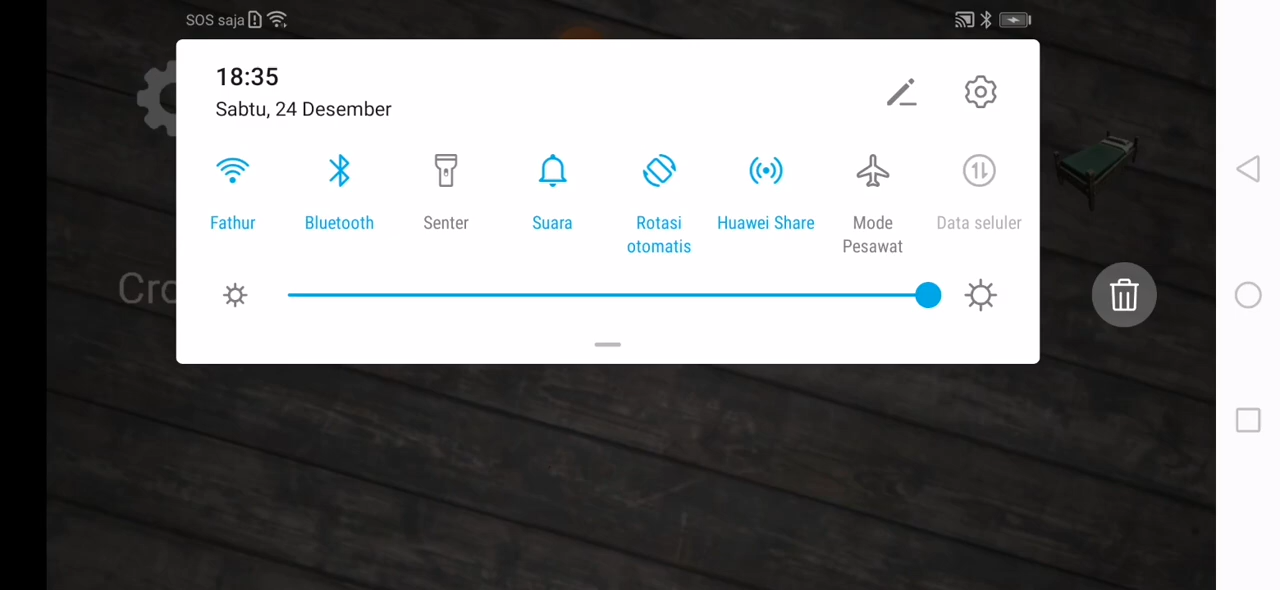 SOS saja
18:35
Sabtu, 24 Desember
Fathur
Bluetooth
Senter
Suara
Rotasi
otomatis
Huawei Share
Mode
Pesawat
Data seluler
Cro